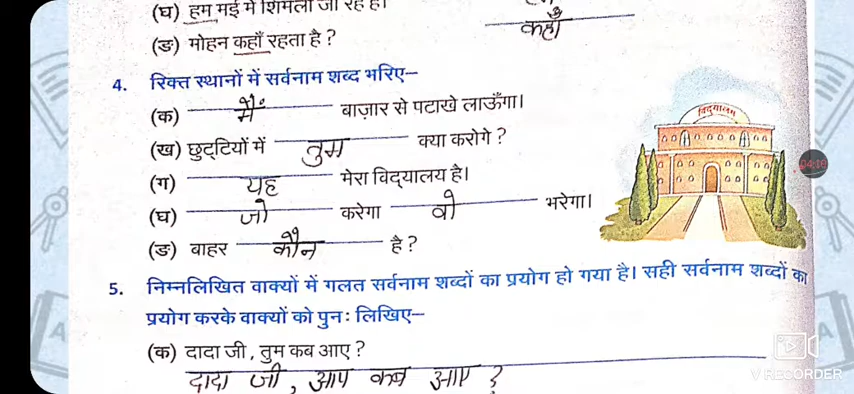 (घ) हम मई में शिमला जा रहे हैं।
(ङ) मोहन कहाँ रहता है ? कहाँ
4. रिक्त स्थानों में सर्वनाम शब्द भरिए–
(क) मैं बाज़ार से पटाखे लाऊँगा।
(ख) छुट्टियों में तुम क्या करोगे ?
(ग) यह मेरा विद्यालय है।
(घ) जो करेगा वो भरेगा।
(ङ) बाहर कौन है ?
विद्यालय
04:10
5. निम्नलिखित वाक्यों में गलत सर्वनाम शब्दों का प्रयोग हो गया है। सही सर्वनाम शब्दों का
प्रयोग करके वाक्यों को पुनः लिखिए–
(क) दादा जी, तुम कब आए ?
दादा जी, आप कब आए ?
V RECORDER